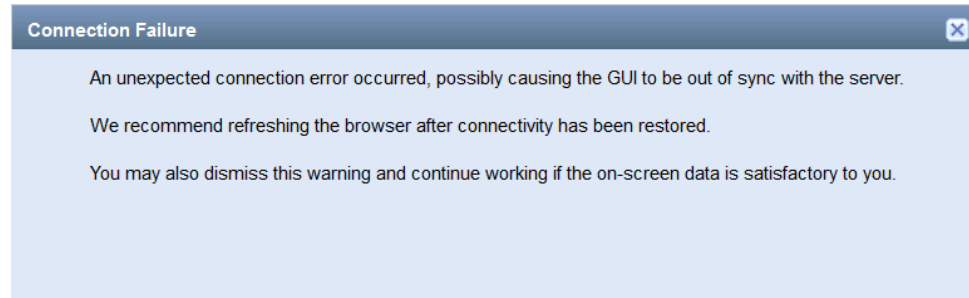 Connection Failure
An unexpected connection error occurred, possibly causing the GUI to be out of sync with the server.
We recommend refreshing the browser after connectivity has been restored.
You may also dismiss this warning and continue working if the on-screen data is satisfactory to you.